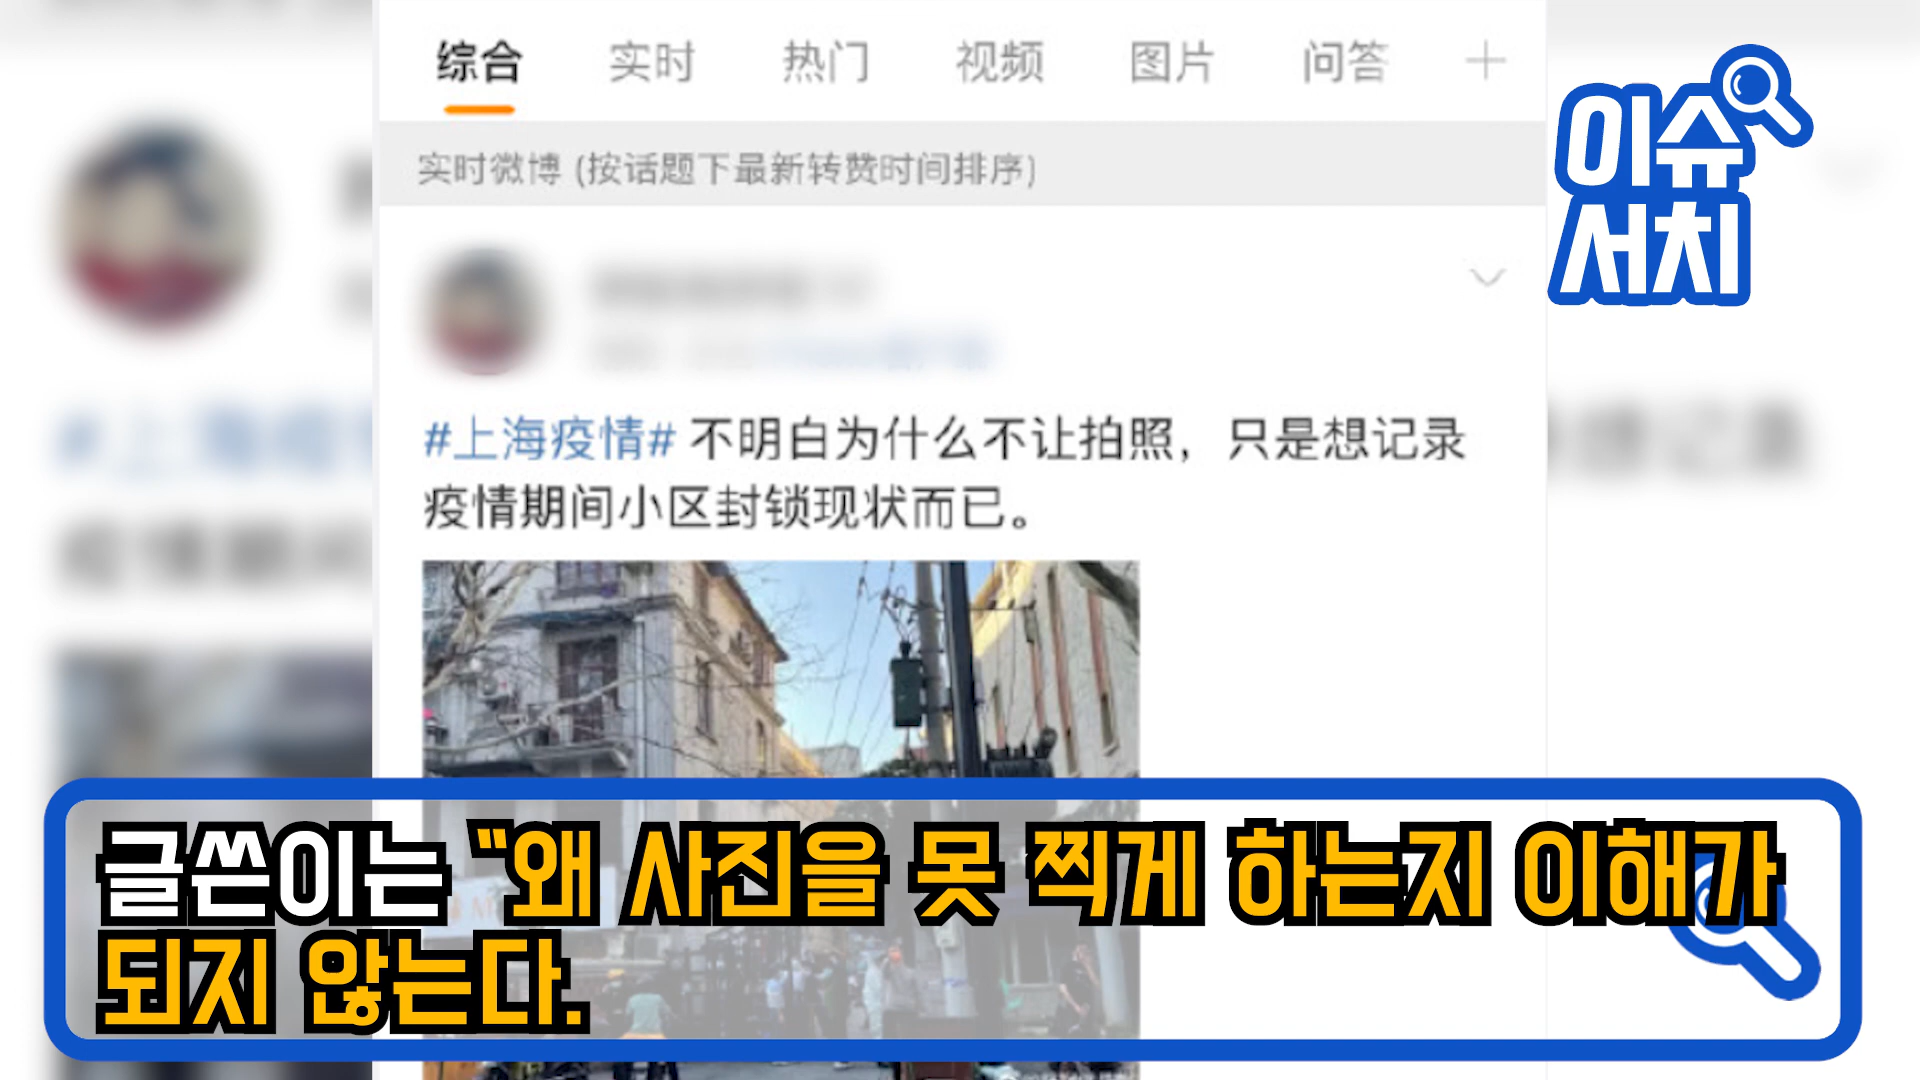 综合 实时 热门 视频 图片 问答 +
实时微博 (按话题下最新转赞时间排序)
이슈
서치
#上海疫情# 不明白为什么不让拍照，只是想记录
疫情期间小区封锁现状而已。
글쓴이는 “왜 사진을 못 찍게 하는지 이해가
되지 않는다.